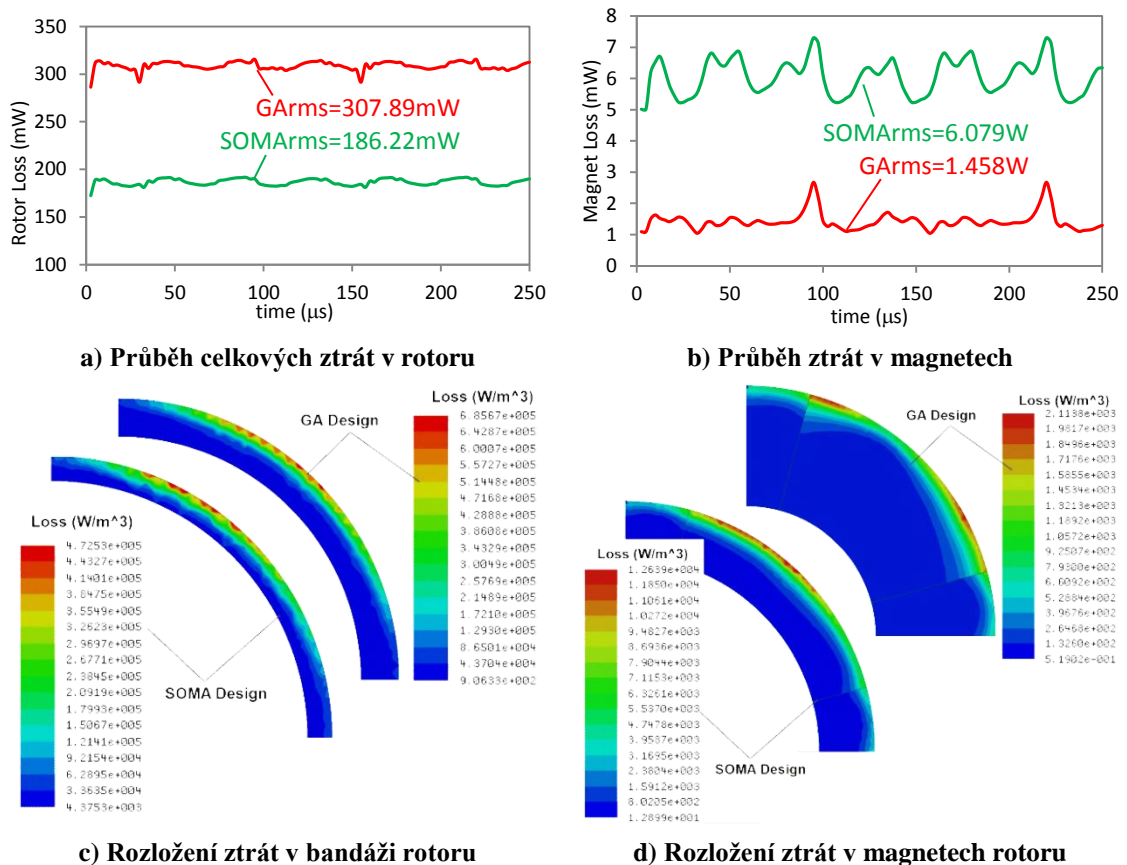 350
300
250
200
150
100
Rotor Loss (mW)
GArms=307.89mW
SOMArms=186.22mW
0 50 100 150 200 250
time (μs)
8
7
6
5
4
3
2
1
0
Magnet Loss (mW)
SOMArms=6.079W
GArms=1.458W
0 50 100 150 200 250
time (μs)
a) Průběh celkových ztrát v rotoru
b) Průběh ztrát v magnetech
Loss (W/m^3)
GA Design
6.8567e+005
6.4287e+005
6.0007e+005
5.5727e+005
5.1448e+005
4.7168e+005
4.2888e+005
3.8608e+005
3.4329e+005
3.0049e+005
2.5769e+005
2.1489e+005
1.7210e+005
1.2930e+005
8.6501e+004
4.3704e+004
9.0633e+002
Loss (W/m^3)
4.7253e+005
4.4327e+005
4.1401e+005
3.8475e+005
3.5549e+005
3.2623e+005
2.9697e+005
2.6771e+005
2.3845e+005
2.0919e+005
1.7993e+005
1.5067e+005
1.2141e+005
9.2154e+004
6.2895e+004
3.3635e+004
4.3753e+003
SOMA Design
Loss (W/m^3)
GA Design
2.1138e+003
1.9817e+003
1.8496e+003
1.7176e+003
1.5855e+003
1.4534e+003
1.3213e+003
1.1892e+003
1.0572e+003
9.2507e+002
7.9300e+002
6.6092e+002
5.2884e+002
3.9676e+002
2.6468e+002
1.3260e+002
5.1902e-001
Loss (W/m^3)
1.2639e+004
1.1850e+004
1.1061e+004
1.0272e+004
9.4827e+003
8.6936e+003
7.9044e+003
7.1153e+003
6.3261e+003
5.5370e+003
4.7478e+003
3.9587e+003
3.1695e+003
2.3804e+003
1.5912e+003
8.0205e+002
1.2899e+001
SOMA Design
c) Rozložení ztrát v bandáži rotoru
d) Rozložení ztrát v magnetech rotoru